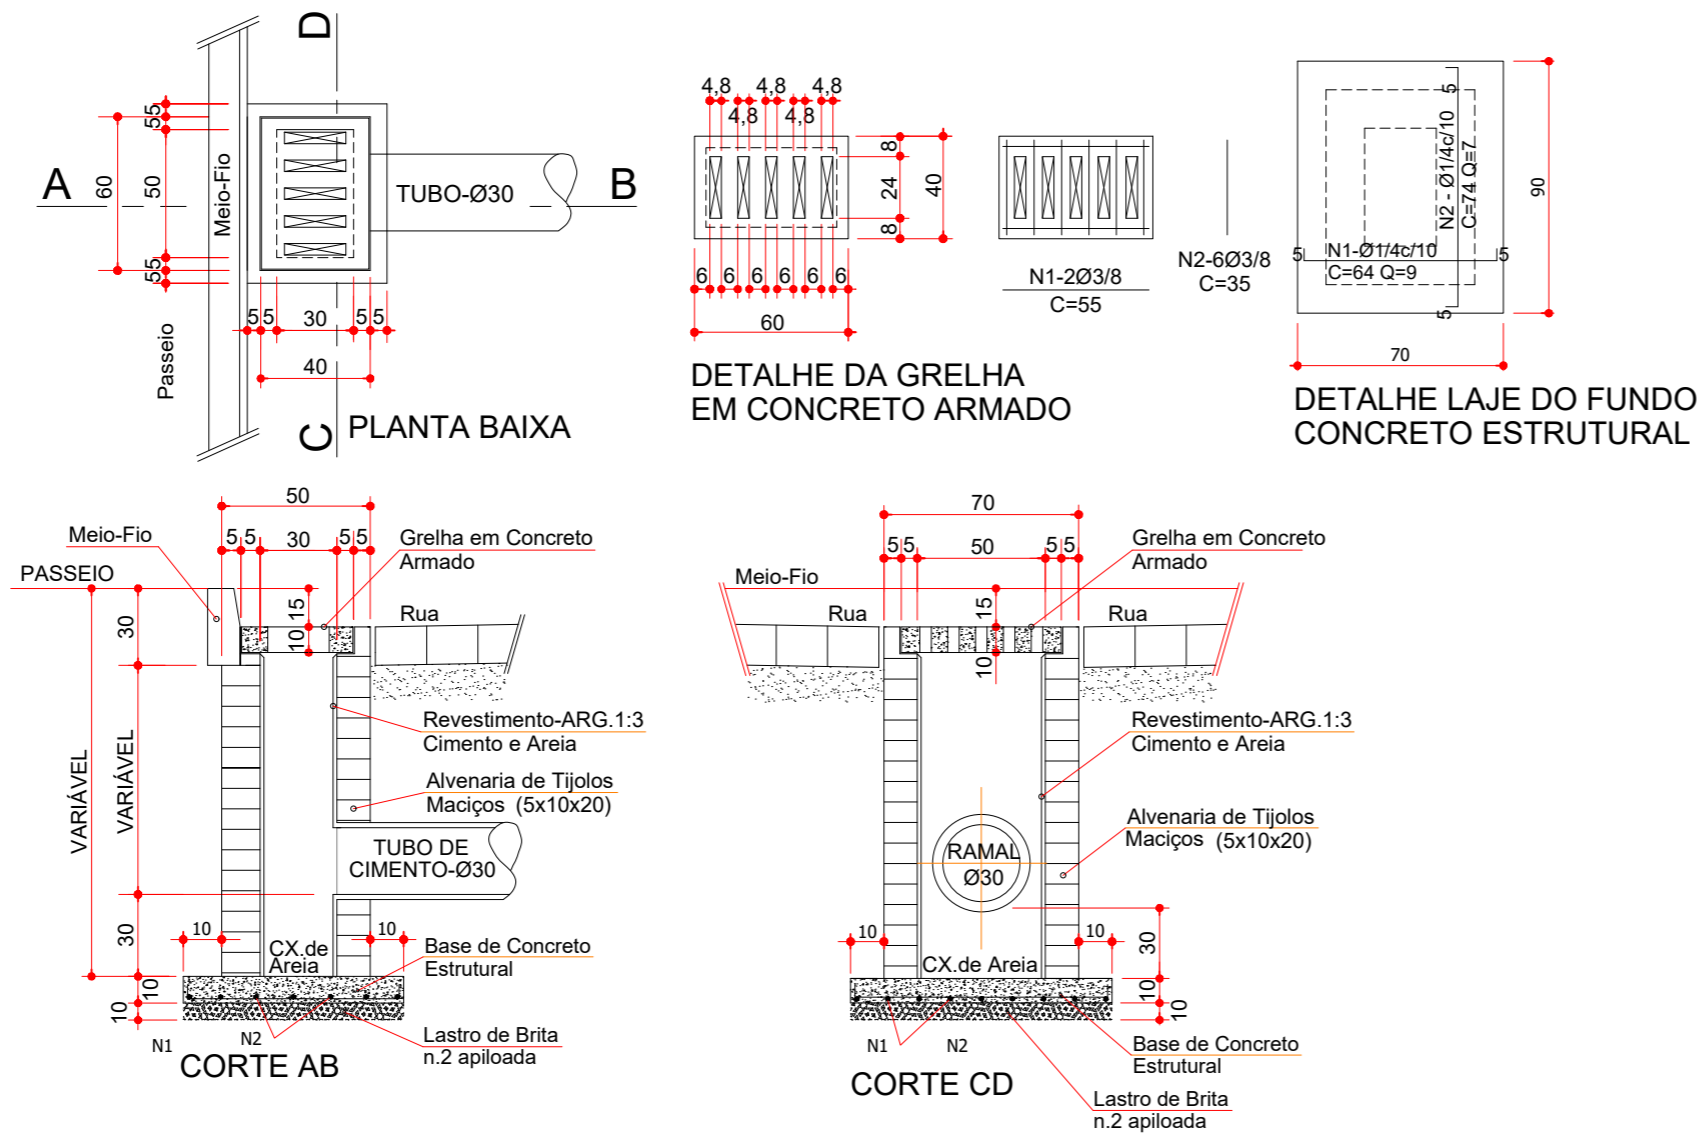 D
A
B
C
60
55
50
55
Meio-Fio
Passeio
TUBO-Ø30
5
5
30
5
5
40
PLANTA BAIXA
4,8
4,8
4,8
4,8
4,8
8
24
8
40
6
6
6
6
6
6
60
DETALHE DA GRELHA
EM CONCRETO ARMADO
N1-2Ø3/8
C=55
N2-6Ø3/8
C=35
5
N2 - Ø1/4c/10
C=74 Q=7
5
5
N1-Ø1/4c/10
C=64 Q=9
5
90
70
DETALHE LAJE DO FUNDO
CONCRETO ESTRUTURAL
50
5
5
30
5
5
Meio-Fio
PASSEIO
Grelha em Concreto
Armado
30
15
10
Rua
VARIÁVEL
VARIÁVEL
Revestimento-ARG.1:3
Cimento e Areia
Alvenaria de Tijolos
Maciços (5x10x20)
TUBO DE
CIMENTO-Ø30
30
10
10
CX.de
Areia
Base de Concreto
Estrutural
10
10
N1
N2
Lastro de Brita
n.2 apiloada
CORTE AB
70
5
5
50
5
5
Grelha em Concreto
Armado
Meio-Fio
15
Rua
Rua
10
Revestimento-ARG.1:3
Cimento e Areia
Alvenaria de Tijolos
Maciços (5x10x20)
RAMAL
Ø30
10
10
30
CX.de Areia
10
10
N1
N2
Base de Concreto
Estrutural
CORTE CD
Lastro de Brita
n.2 apiloada